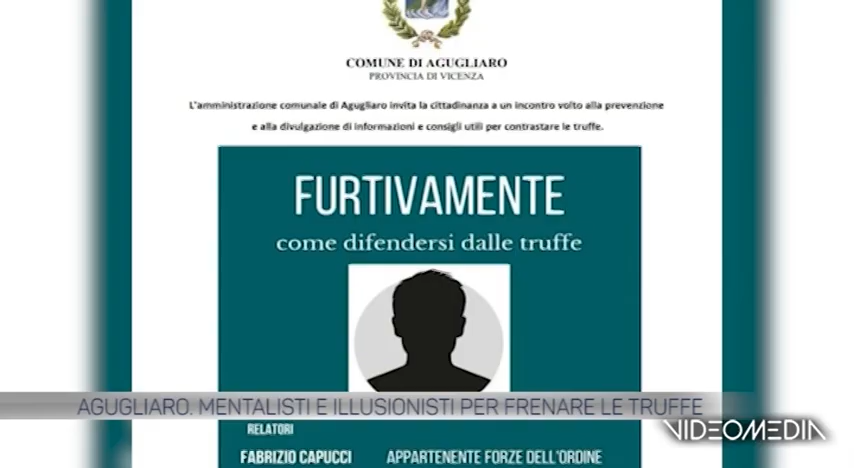 COMUNE DI AGUGLIARO
PROVINCIA DI VICENZA
L'amministrazione comunale di Agugliaro invita la cittadinanza a un incontro volto alla prevenzione
e alla divulgazione di informazioni e consigli utili per contrastare le truffe.
FURTIVAMENTE
come difendersi dalle truffe
AGUGLIARO. MENTALISTI E ILLUSIONISTI PER FRENARE LE TRUFFE
VIDEOMEDIA
RELATORI
FABRIZIO CAPUCCI APPARTENENTE FORZE DELL'ORDINE